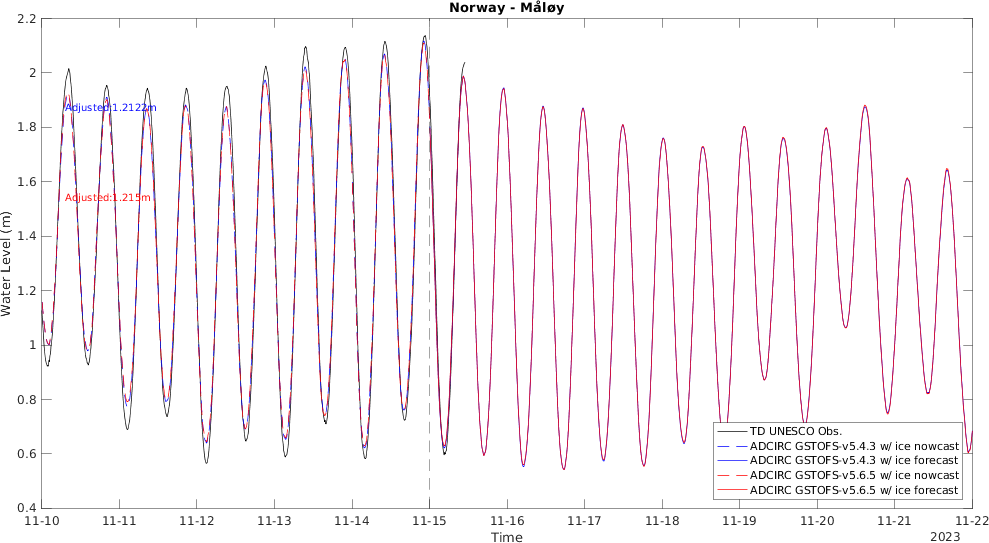 Norway - Måløy
2.2
2
1.8
1.6
1.4
1.2
1
0.8
0.6
0.4
Water Level (m)
Adjusted:1.2122m
Adjusted:1.215m
TD UNESCO Obs.
ADCIRC GSTOFS-v5.4.3 w/ ice nowcast
ADCIRC GSTOFS-v5.4.3 w/ ice forecast
ADCIRC GSTOFS-v5.6.5 w/ ice nowcast
ADCIRC GSTOFS-v5.6.5 w/ ice forecast
11-10 11-11 11-12 11-13 11-14 11-15 11-16 11-17 11-18 11-19 11-20 11-21 11-22
Time
2023